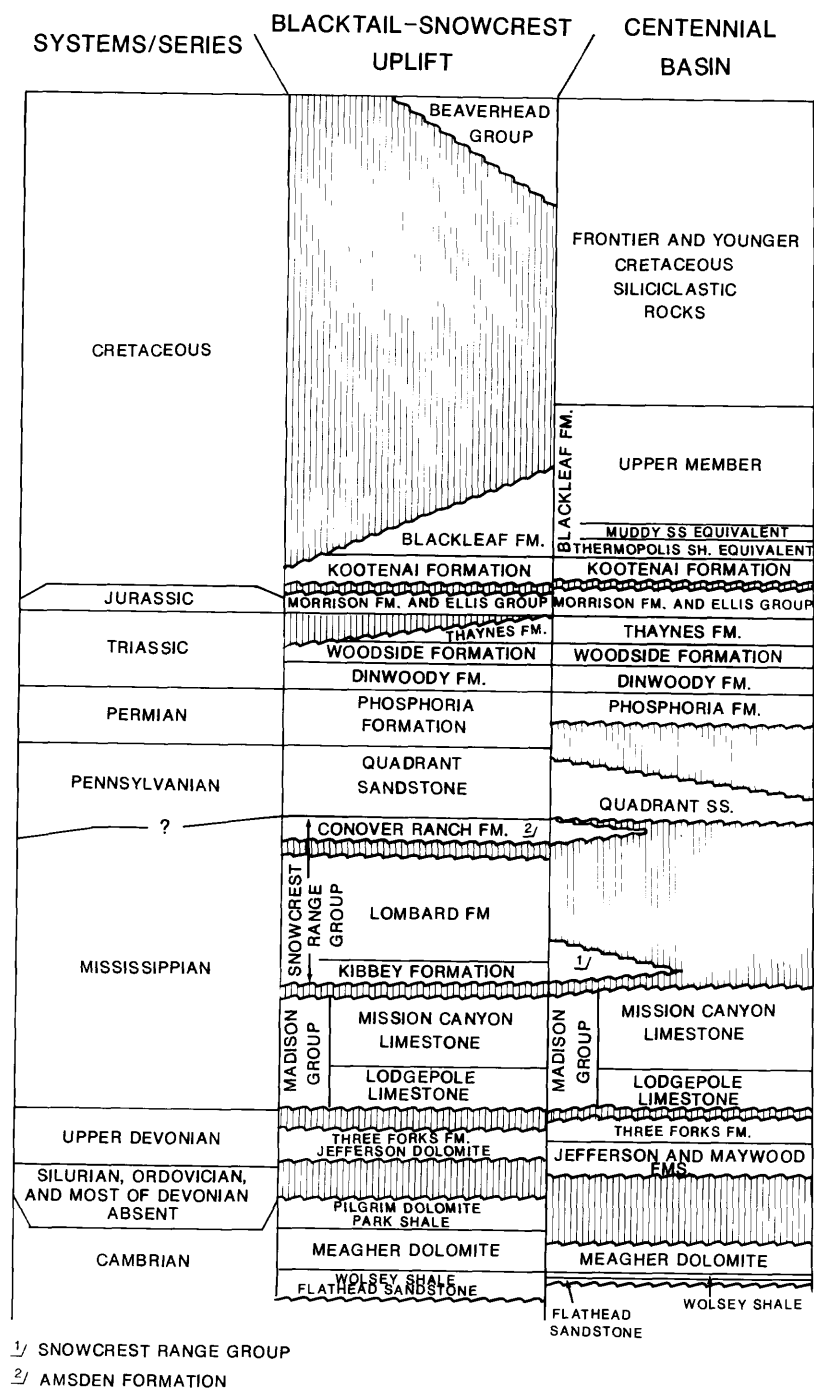 SYSTEMS/SERIES
BLACKTAIL-SNOWCREST
UPLIFT
CENTENNIAL
BASIN
CRETACEOUS
JURASSIC
TRIASSIC
PERMIAN
PENNSYLVANIAN
?
MISSISSIPPIAN
UPPER DEVONIAN
SILURIAN, ORDOVICIAN,
AND MOST OF DEVONIAN
ABSENT
CAMBRIAN
BEAVERHEAD
GROUP
BLACKLEAF FM.
KOOTENAI FORMATION
MORRISON FM. AND ELLIS GROUP
THAYNES FM.
WOODSIDE FORMATION
DINWOODY FM.
PHOSPHORIA
FORMATION
QUADRANT
SANDSTONE
CONOVER RANCH FM. 2/
SNOWCREST
RANGE
GROUP
LOMBARD FM
KIBBEY FORMATION
MADISON
GROUP
MISSION CANYON
LIMESTONE
LODGEPOLE
LIMESTONE
THREE FORKS FM.
JEFFERSON DOLOMITE
PILGRIM DOLOMITE
PARK SHALE
MEAGHER DOLOMITE
WOLSEY SHALE
FLATHEAD SANDSTONE
FRONTIER AND YOUNGER
CRETACEOUS
SILICICLASTIC
ROCKS
BLACKLEAF FM.
UPPER MEMBER
MUDDY SS EQUIVALENT
THERMOPOLIS SH. EQUIVALENT
KOOTENAI FORMATION
MORRISON FM. AND ELLIS GROUP
THAYNES FM.
WOODSIDE FORMATION
DINWOODY FM.
PHOSPHORIA FM.
QUADRANT SS.
1/
MADISON
GROUP
MISSION CANYON
LIMESTONE
LODGEPOLE
LIMESTONE
THREE FORKS FM.
JEFFERSON AND MAYWOOD
FMS.
MEAGHER DOLOMITE
FLATHEAD
SANDSTONE
WOLSEY SHALE
1/ SNOWCREST RANGE GROUP
2/ AMSDEN FORMATION